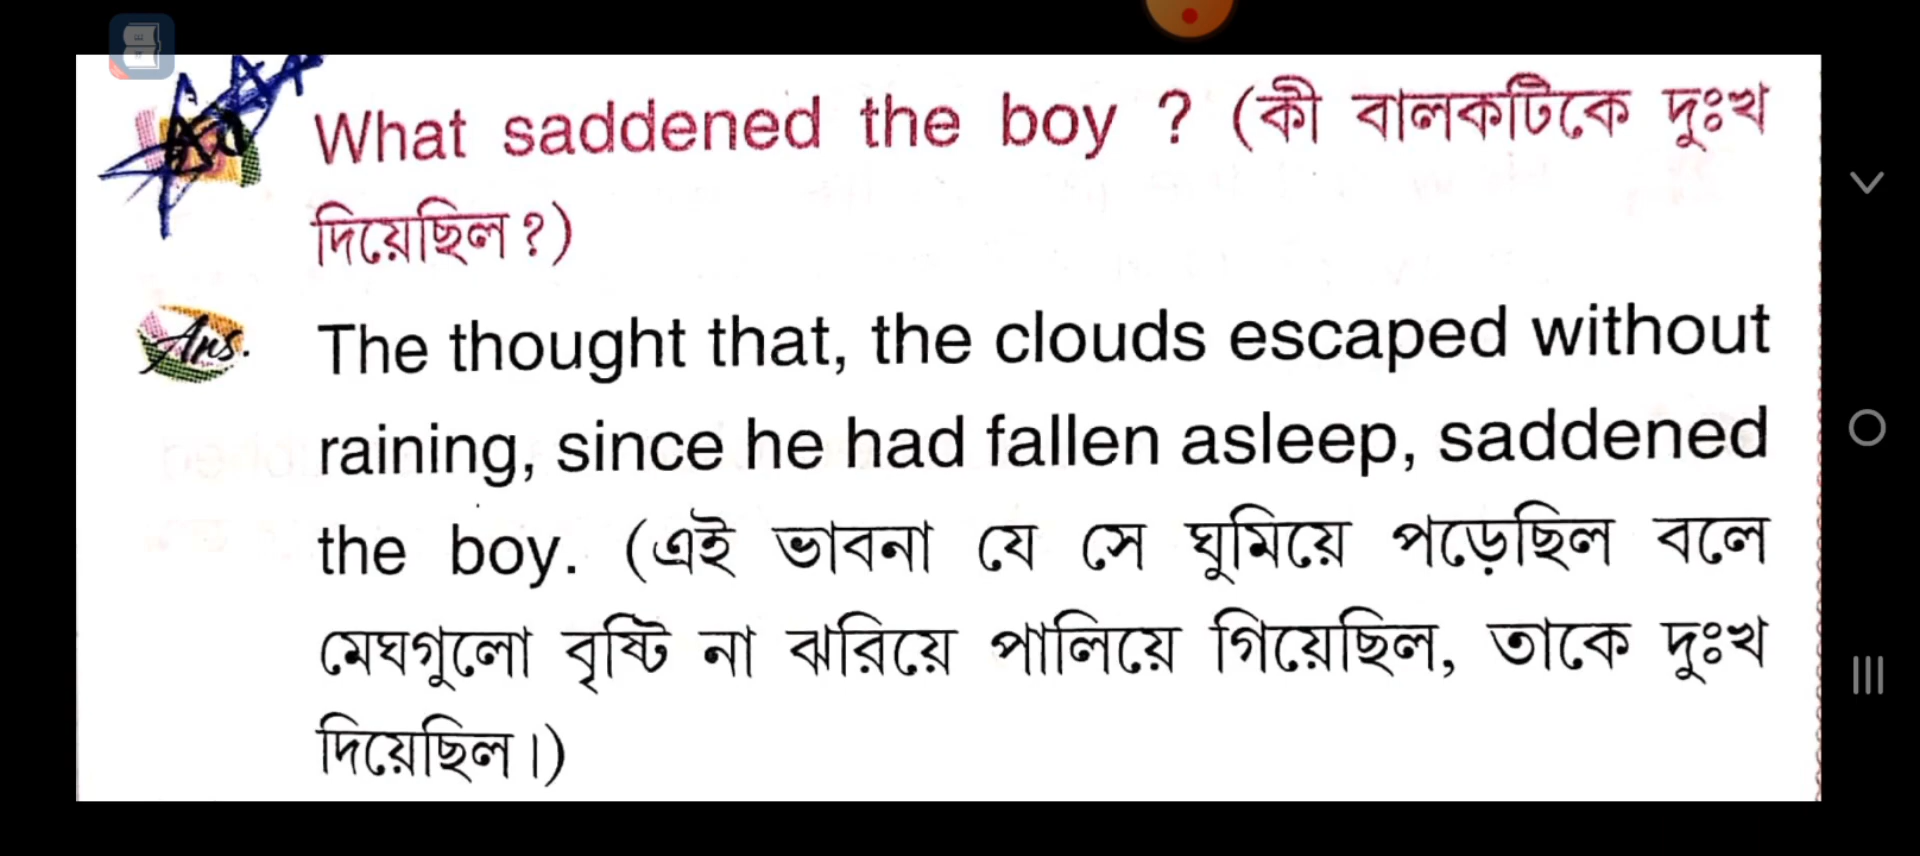 What saddened the boy ? (কী বালকটিকে দুঃখ
দিয়েছিল ?)
Ans. The thought that, the clouds escaped without
raining, since he had fallen asleep, saddened
the boy. (এই ভাবনা যে সে ঘুমিয়ে পড়েছিল বলে
মেঘগুলো বৃষ্টি না ঝরিয়ে পালিয়ে গিয়েছিল, তাকে দুঃখ
দিয়েছিল।)